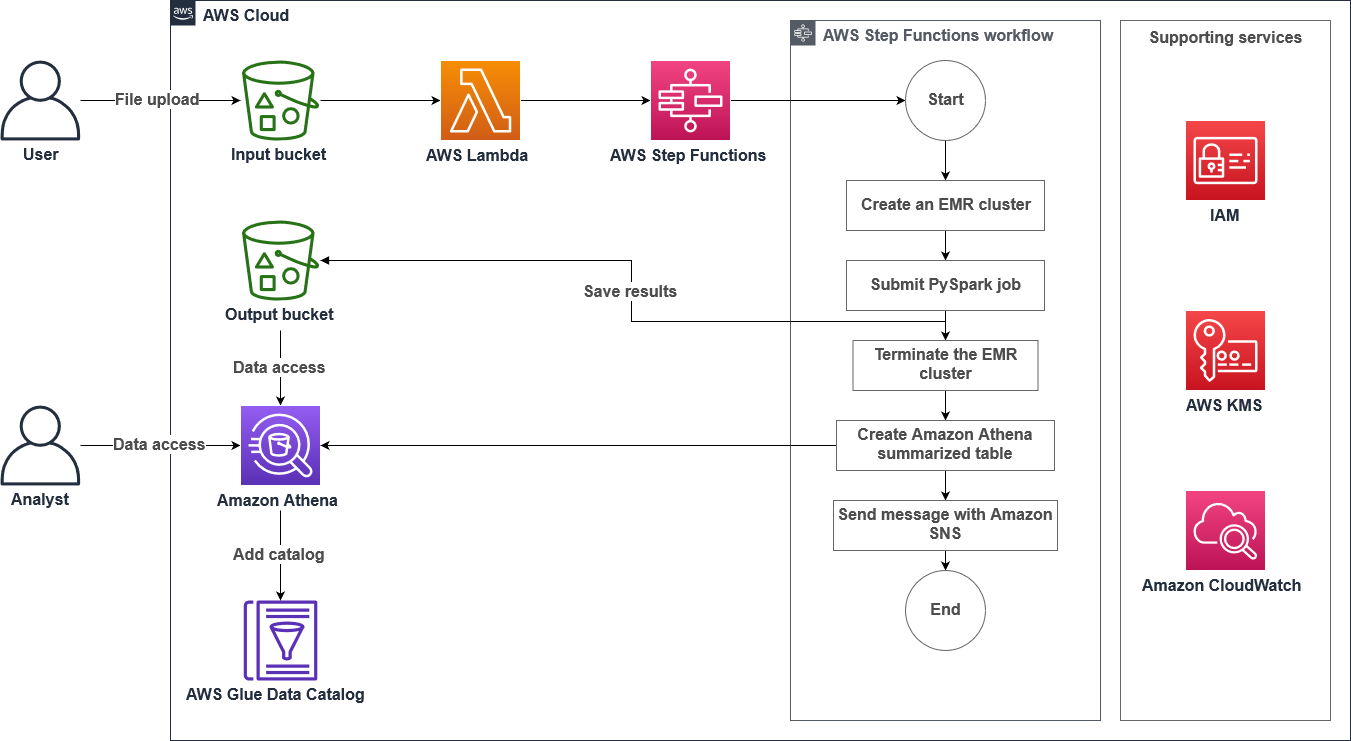 aws
AWS Cloud
AWS Step Functions workflow
Supporting services
File upload
Start
User
Input bucket
AWS Lambda
AWS Step Functions
Create an EMR cluster
IAM
Submit PySpark job
Save results
Output bucket
Terminate the EMR
cluster
Data access
AWS KMS
Create Amazon Athena
summarized table
Data access
Analyst
Amazon Athena
Send message with Amazon
SNS
Add catalog
Amazon CloudWatch
End
AWS Glue Data Catalog